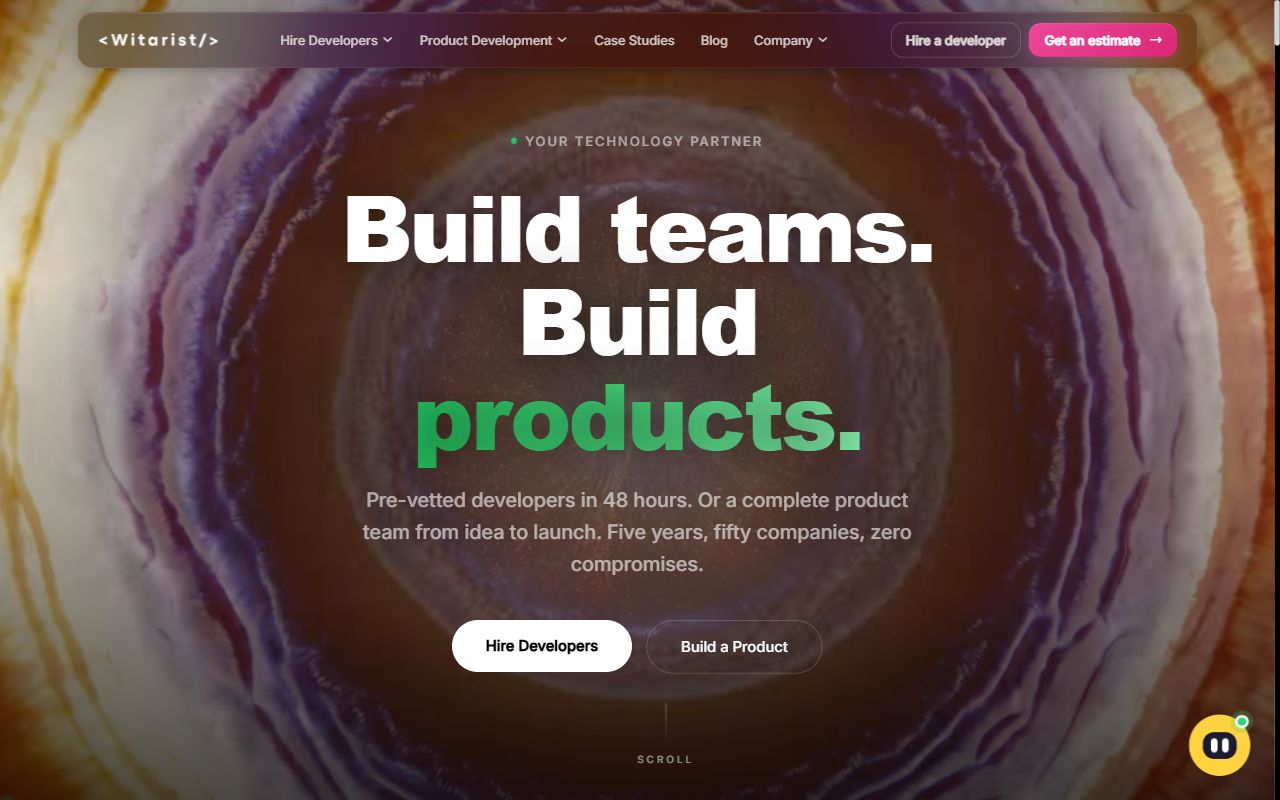 <Witarist/>
Hire Developers
Product Development
Case Studies
Blog
Company
Hire a developer
Get an estimate →
YOUR TECHNOLOGY PARTNER
Build teams.
Build
products.
Pre-vetted developers in 48 hours. Or a complete product
team from idea to launch. Five years, fifty companies, zero
compromises.
Hire Developers
Build a Product
SCROLL